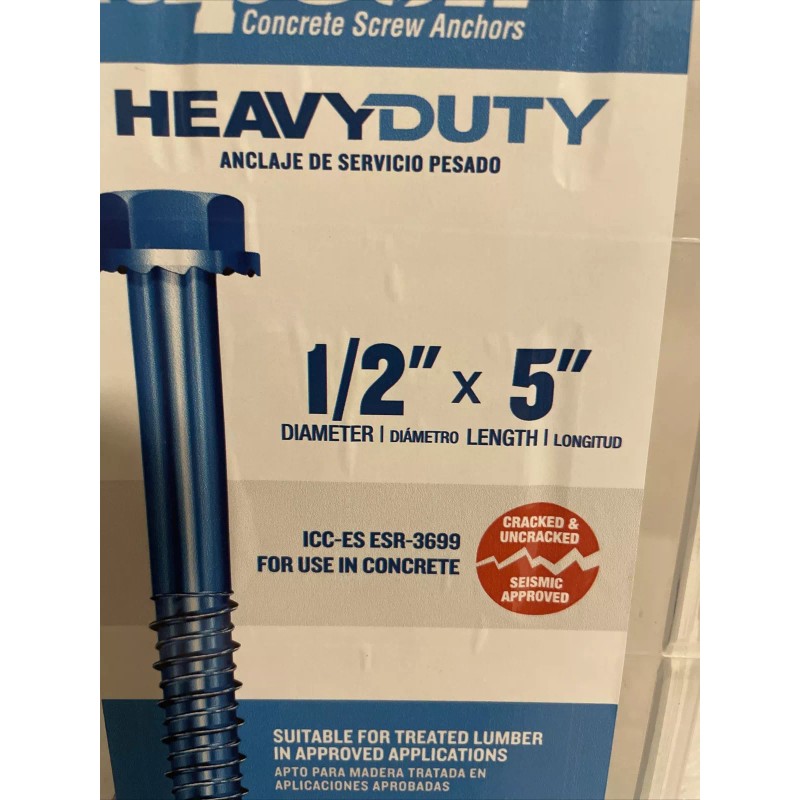 Concrete Screw Anchors
HEAVYDUTY
ANCLAJE DE SERVICIO PESADO
1/2" x 5"
DIAMETER | DIÁMETRO LENGTH | LONGITUD
ICC-ES ESR-3699
FOR USE IN CONCRETE
CRACKED &
UNCRACKED
SEISMIC
APPROVED
SUITABLE FOR TREATED LUMBER
IN APPROVED APPLICATIONS
APTO PARA MADERA TRATADA EN
APLICACIONES APROBADAS